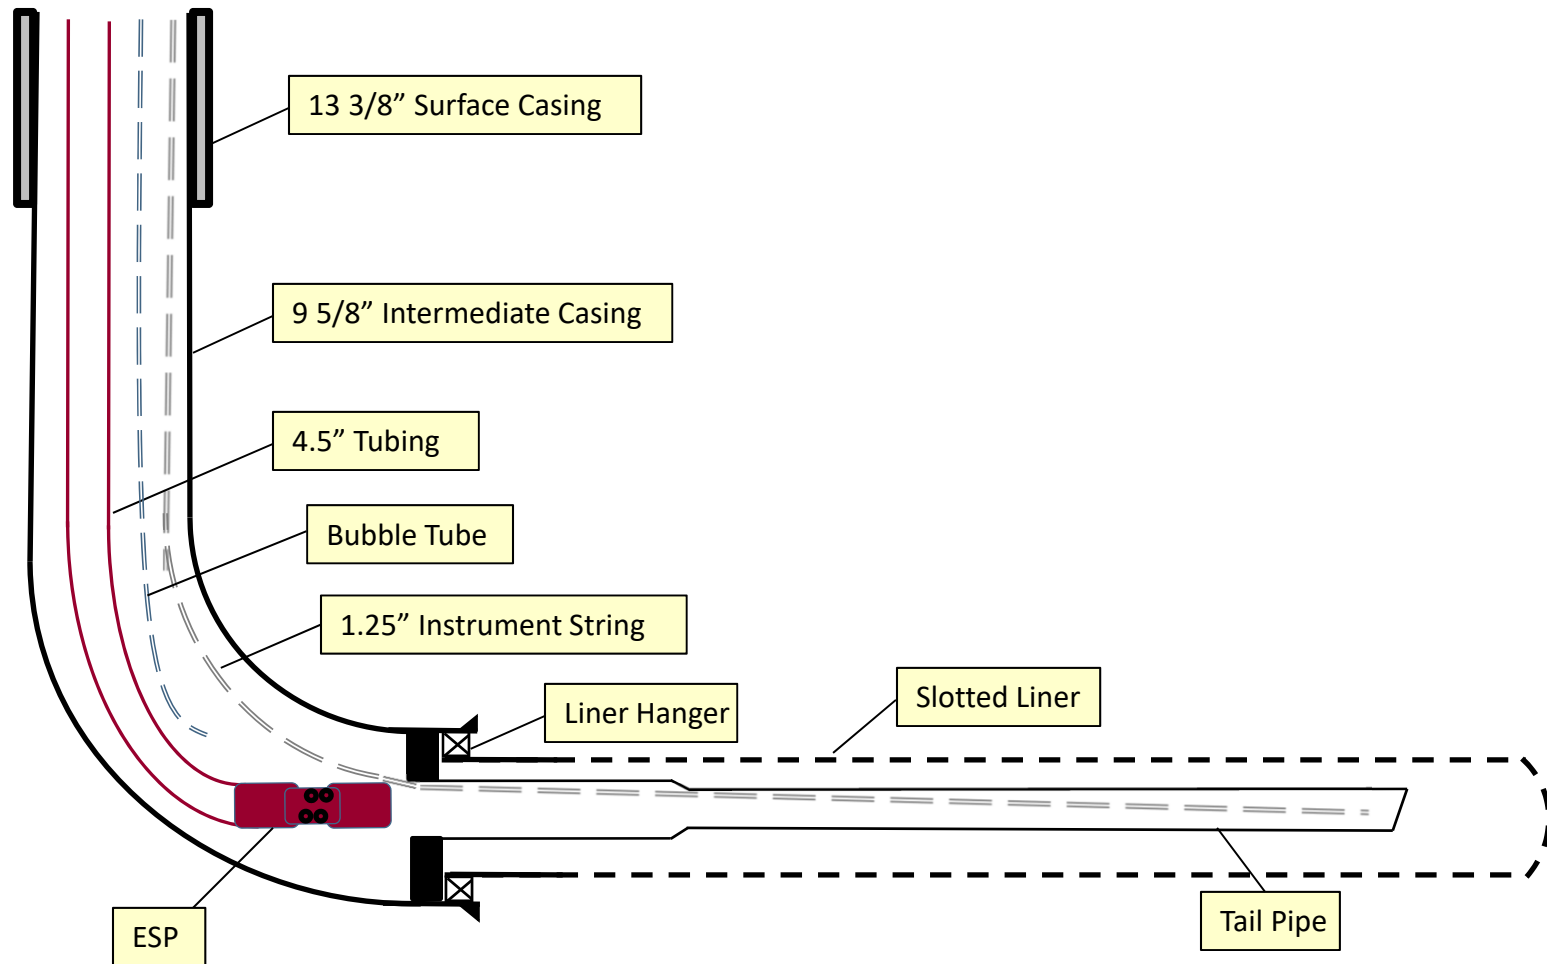 13 3/8” Surface Casing
9 5/8” Intermediate Casing
4.5” Tubing
Bubble Tube
1.25” Instrument String
Liner Hanger
Slotted Liner
ESP
Tail Pipe